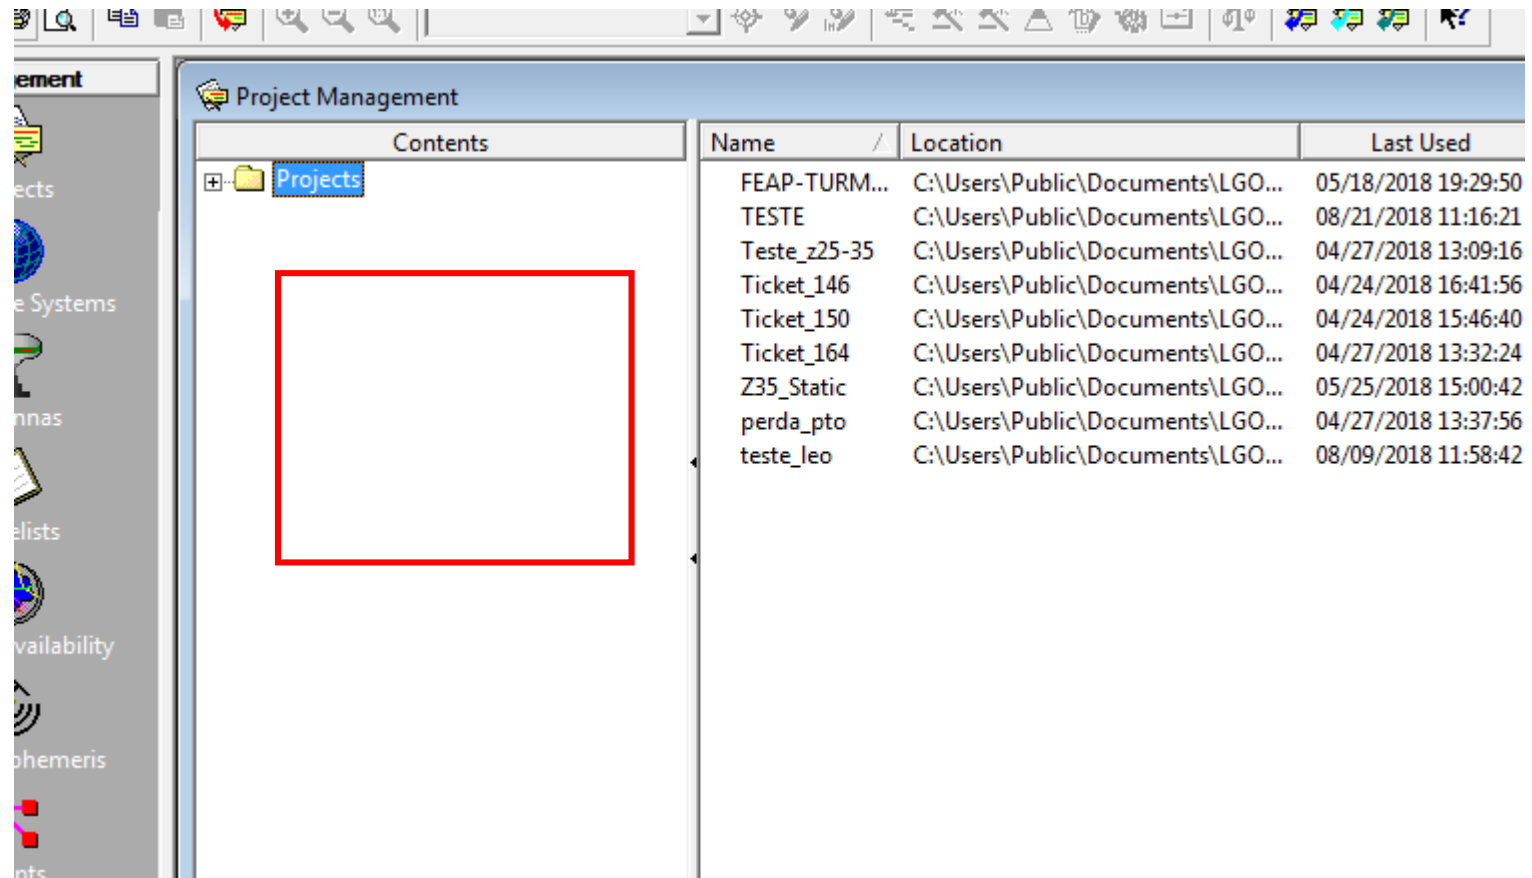 ement
Project Management
Contents
Name Location Last Used
Projects
FEAP-TURM... C:\Users\Public\Documents\LGO... 05/18/2018 19:29:50
TESTE C:\Users\Public\Documents\LGO... 08/21/2018 11:16:21
Teste_z25-35 C:\Users\Public\Documents\LGO... 04/27/2018 13:09:16
Ticket_146 C:\Users\Public\Documents\LGO... 04/24/2018 16:41:56
Ticket_150 C:\Users\Public\Documents\LGO... 04/24/2018 15:46:40
Ticket_164 C:\Users\Public\Documents\LGO... 04/27/2018 13:32:24
Z35_Static C:\Users\Public\Documents\LGO... 05/25/2018 15:00:42
perda_pto C:\Users\Public\Documents\LGO... 04/27/2018 13:37:56
teste_leo C:\Users\Public\Documents\LGO... 08/09/2018 11:58:42
ects
e Systems
nnas
elists
vailability
phemeris
nts